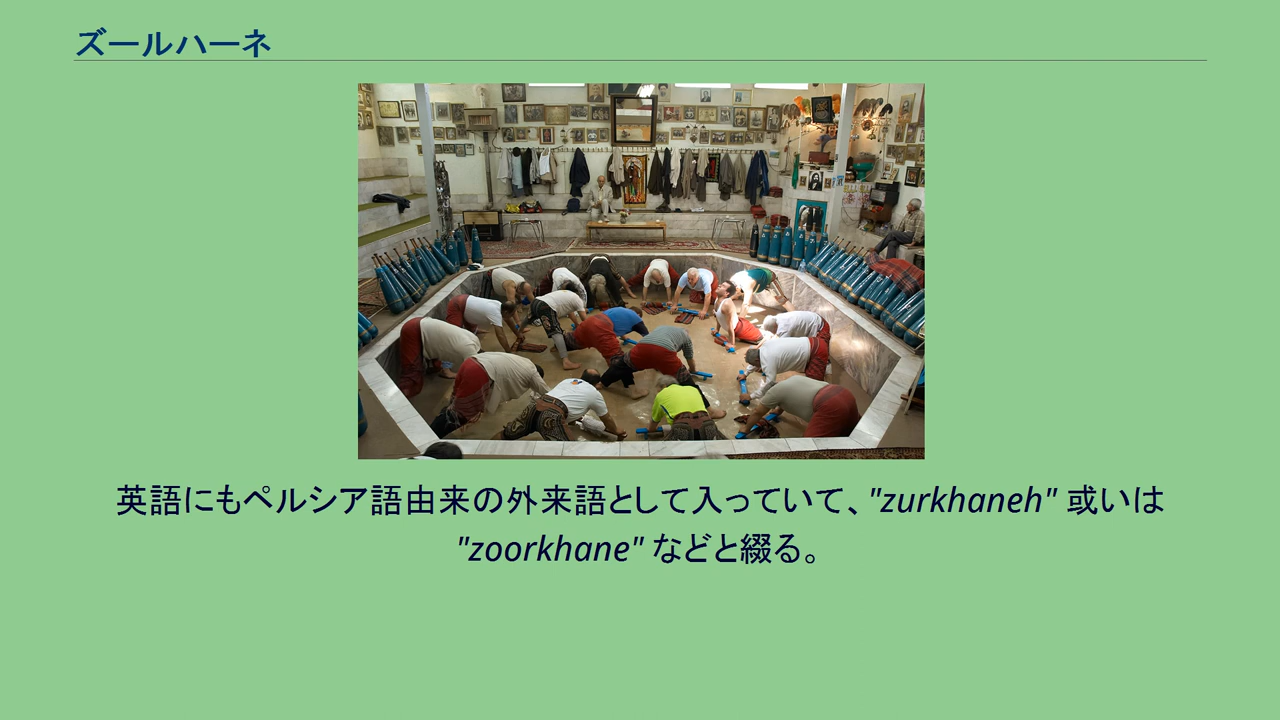 ズールハーネ
英語にもペルシア語由来の外来語として入っていて、"zurkhaneh" 或いは
"zoorkhane" などと綴る。